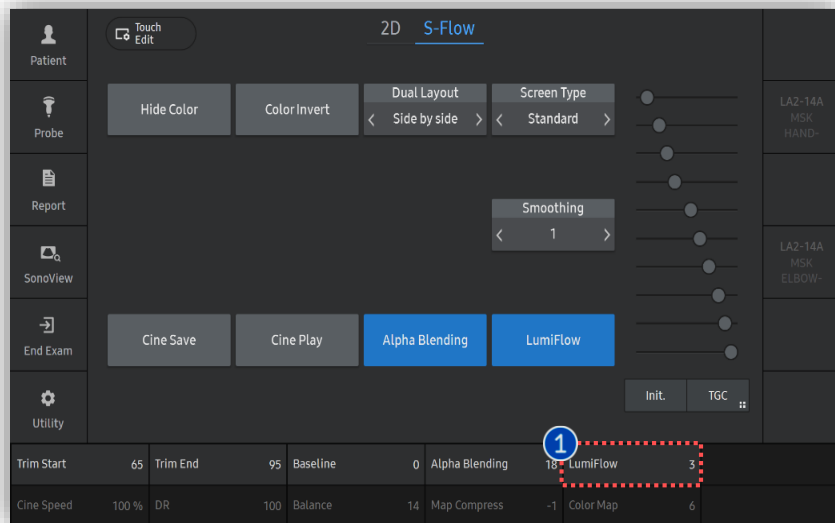 Touch
Edit
2D
S-Flow
Patient
Probe
Report
SonoView
End Exam
Utility
Hide Color
Color Invert
Dual Layout
Side by side
Screen Type
Standard
Smoothing
1
Cine Save
Cine Play
Alpha Blending
LumiFlow
Init.
TGC
LA2-14A
MSK
HAND-
LA2-14A
MSK
ELBOW-
1
Trim Start 65
Trim End 95
Baseline 0
Alpha Blending 18
LumiFlow 3
Cine Speed 100 %
DR 100
Balance 14
Map Compress -1
Color Map 6